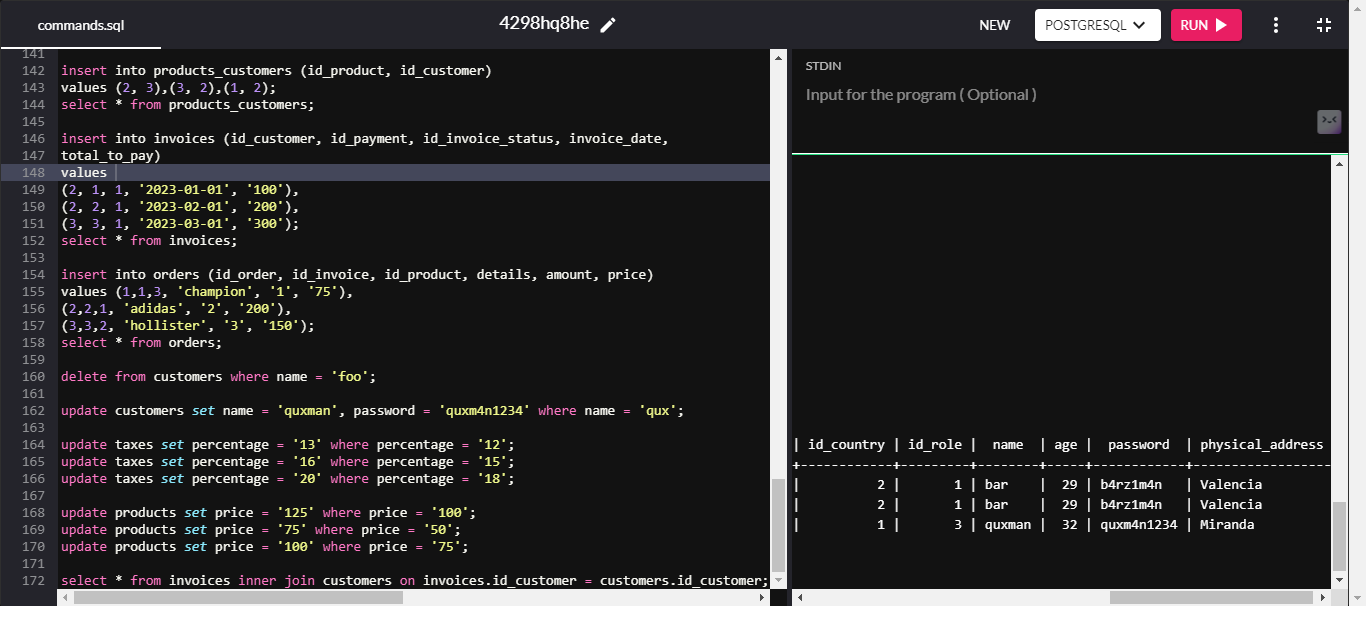 commands.sql
4298hq8he
NEW
POSTGRESQL
RUN
141
142 insert into products_customers (id_product, id_customer)
143 values (2, 3),(3, 2),(1, 2);
144 select * from products_customers;
145
146 insert into invoices (id_customer, id_payment, id_invoice_status, invoice_date,
147 total_to_pay)
148 values
149 (2, 1, 1, '2023-01-01', '100'),
150 (2, 2, 1, '2023-02-01', '200'),
151 (3, 3, 1, '2023-03-01', '300');
152 select * from invoices;
153
154 insert into orders (id_order, id_invoice, id_product, details, amount, price)
155 values (1,1,3, 'champion', '1', '75'),
156 (2,2,1, 'adidas', '2', '200'),
157 (3,3,2, 'hollister', '3', '150');
158 select * from orders;
159
160 delete from customers where name = 'foo';
161
162 update customers set name = 'quxman', password = 'quxm4n1234' where name = 'qux';
163
164 update taxes set percentage = '13' where percentage = '12';
165 update taxes set percentage = '16' where percentage = '15';
166 update taxes set percentage = '20' where percentage = '18';
167
168 update products set price = '125' where price = '100';
169 update products set price = '75' where price = '50';
170 update products set price = '100' where price = '75';
171
172 select * from invoices inner join customers on invoices.id_customer = customers.id_customer;
STDIN
Input for the program ( Optional )
| id_country | id_role | name | age | password | physical_address
+------------+---------+--------+-----+------------+------------------
| 2 | 1 | bar | 29 | b4rz1m4n | Valencia
| 2 | 1 | bar | 29 | b4rz1m4n | Valencia
| 1 | 3 | quxman | 32 | quxm4n1234 | Miranda